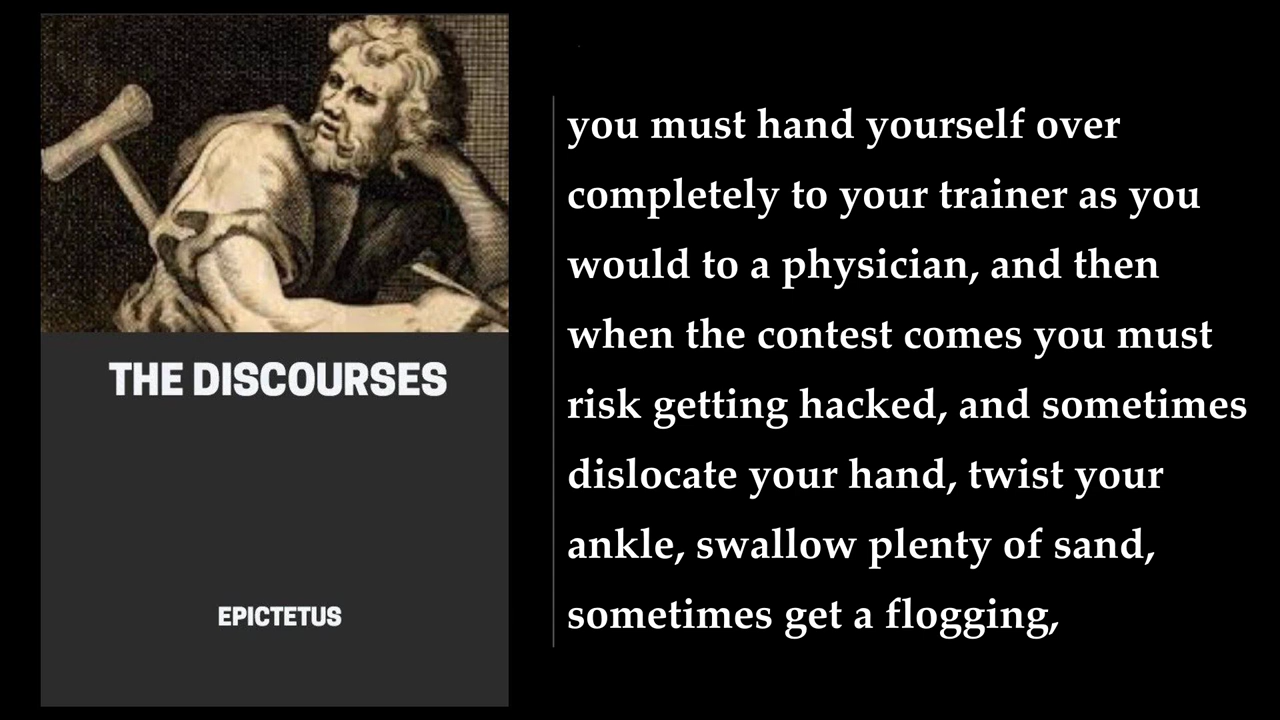 THE DISCOURSES
EPICTETUS
you must hand yourself over
completely to your trainer as you
would to a physician, and then
when the contest comes you must
risk getting hacked, and sometimes
dislocate your hand, twist your
ankle, swallow plenty of sand,
sometimes get a flogging,